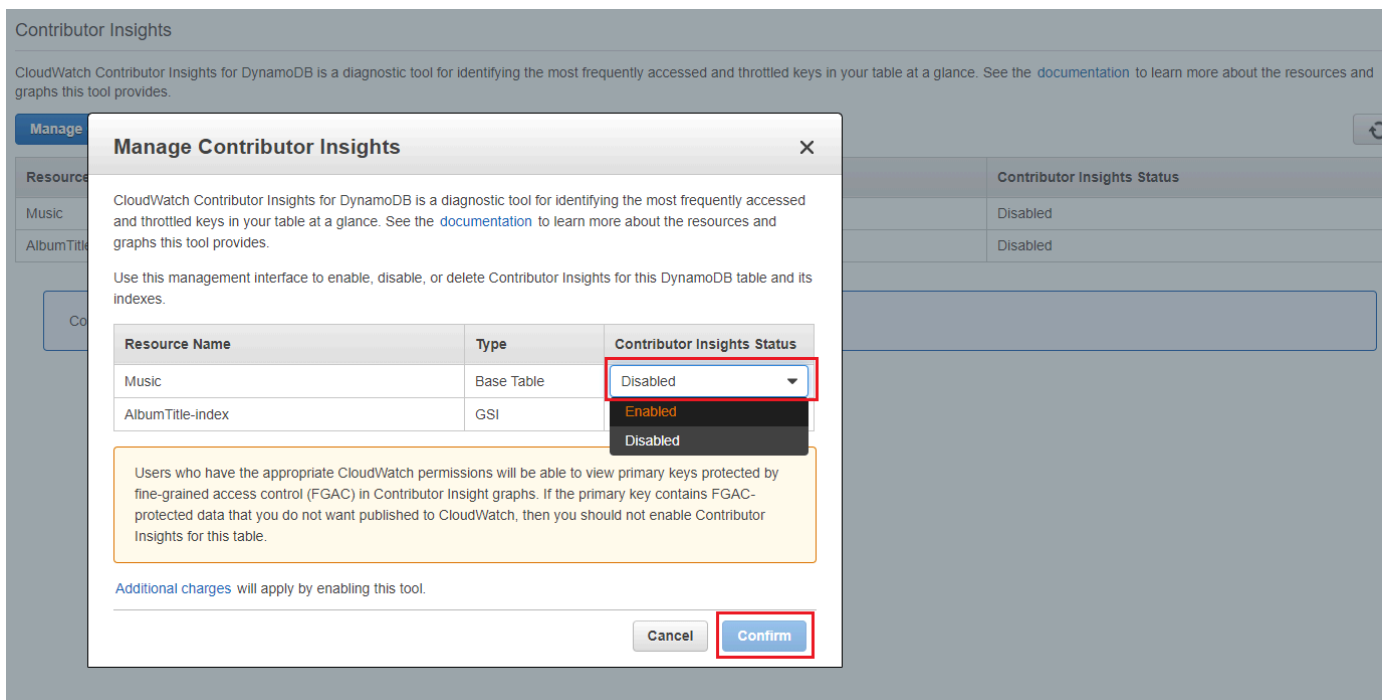 Contributor Insights
CloudWatch Contributor Insights for DynamoDB is a diagnostic tool for identifying the most frequently accessed and throttled keys in your table at a glance. See the documentation to learn more about the resources and
graphs this tool provides.
Manage
Resource
Contributor Insights Status
Music
Disabled
AlbumTitle
Disabled
Co
Manage Contributor Insights
CloudWatch Contributor Insights for DynamoDB is a diagnostic tool for identifying the most frequently accessed
and throttled keys in your table at a glance. See the documentation to learn more about the resources and
graphs this tool provides.
Use this management interface to enable, disable, or delete Contributor Insights for this DynamoDB table and its
indexes.
Resource Name Type Contributor Insights Status
Music Base Table Disabled
AlbumTitle-index GSI Enabled
Disabled
Users who have the appropriate CloudWatch permissions will be able to view primary keys protected by
fine-grained access control (FGAC) in Contributor Insight graphs. If the primary key contains FGAC-
protected data that you do not want published to CloudWatch, then you should not enable Contributor
Insights for this table.
Additional charges will apply by enabling this tool.
Cancel Confirm